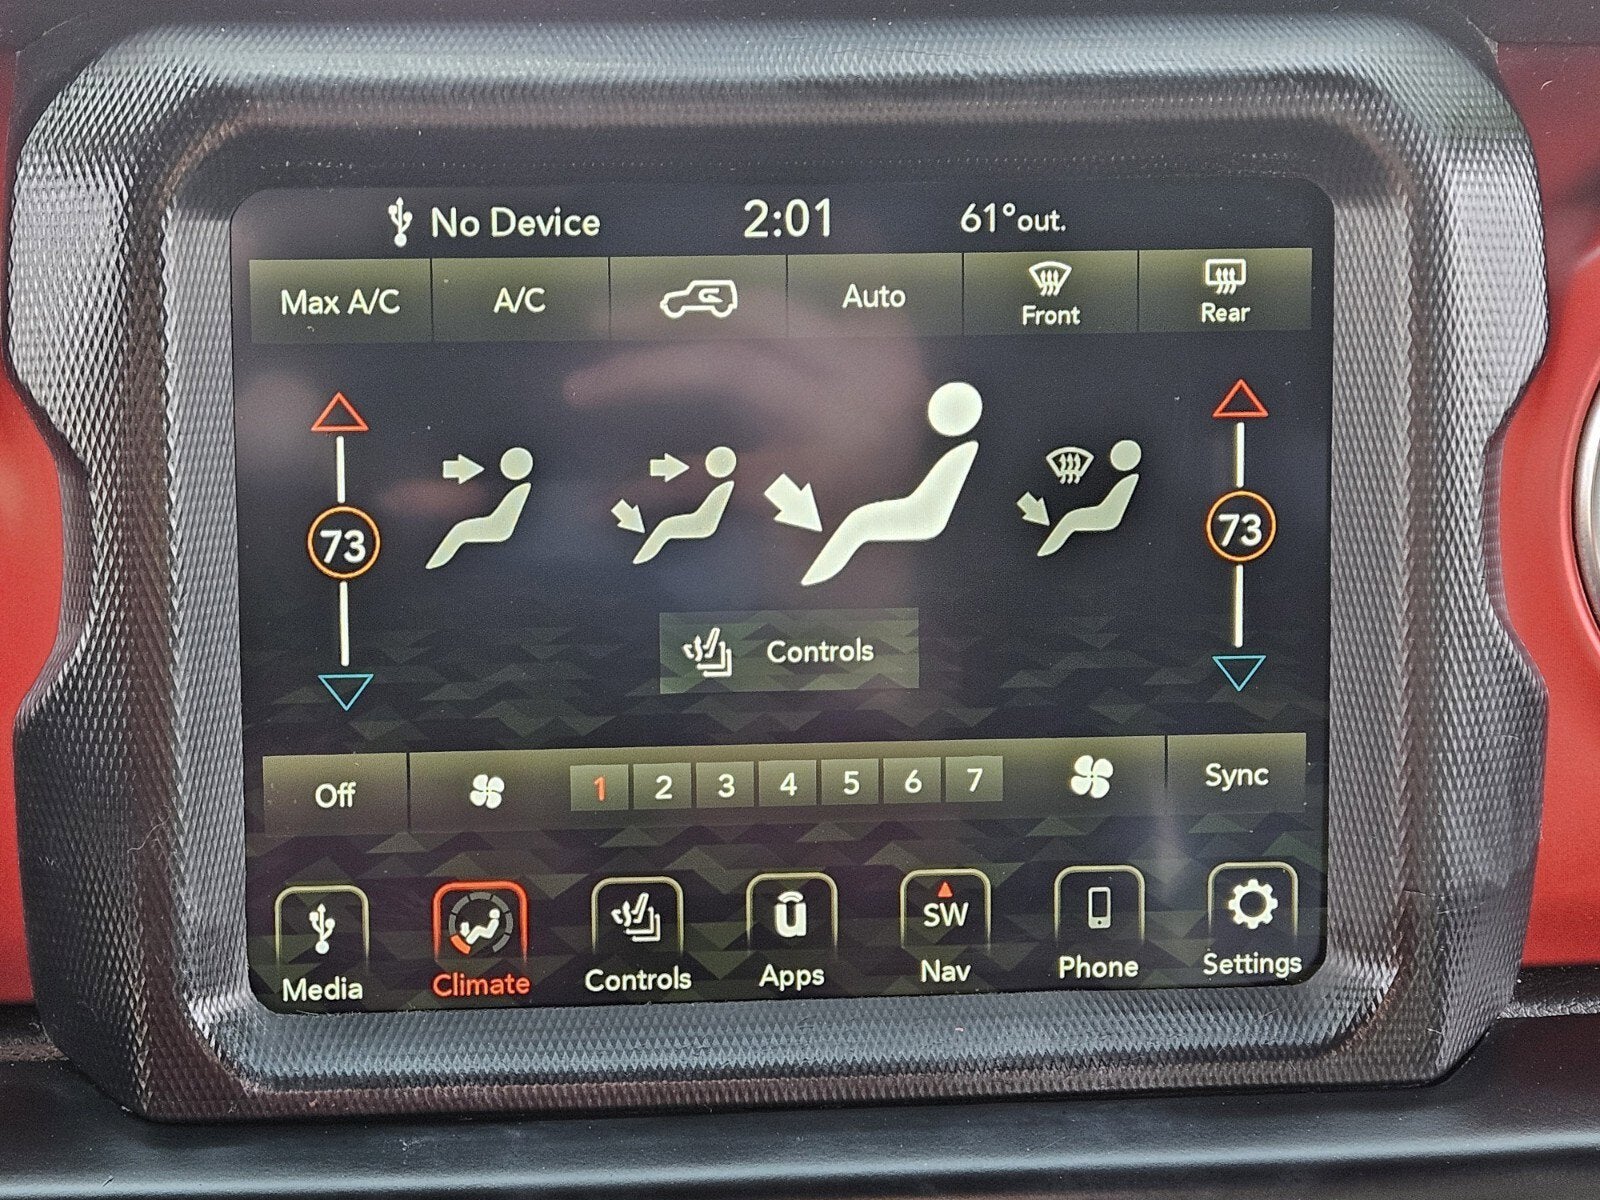 No Device 2:01 61°out.
Max A/C A/C Auto Front Rear
73 73
Controls
Off 1 2 3 4 5 6 7 Sync
SW
Media Climate Controls Apps Nav Phone Settings